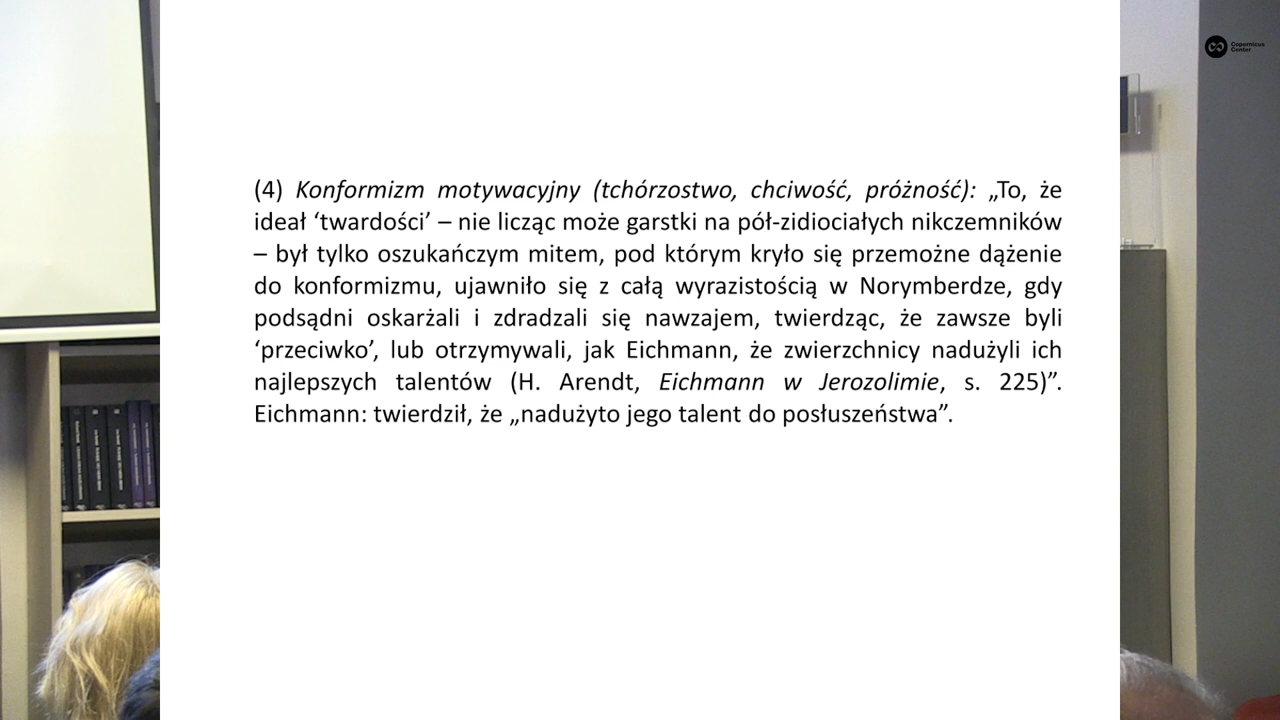 Copernicus
Center
(4) Konformizm motywacyjny (tchórzostwo, chciwość, próżność): „To, że
ideał ‘twardości’ – nie licząc może garstki na pół-zidiociałych nikczemników
– był tylko oszukańczym mitem, pod którym kryło się przemożne dążenie
do konformizmu, ujawniło się z całą wyrazistością w Norymberdze, gdy
podsądni oskarżali i zdradzali się nawzajem, twierdząc, że zawsze byli
‘przeciwko’, lub otrzymywali, jak Eichmann, że zwierzchnicy nadużyli ich
najlepszych talentów (H. Arendt, Eichmann w Jerozolimie, s. 225)”.
Eichmann: twierdził, że „nadużyto jego talent do posłuszeństwa”.